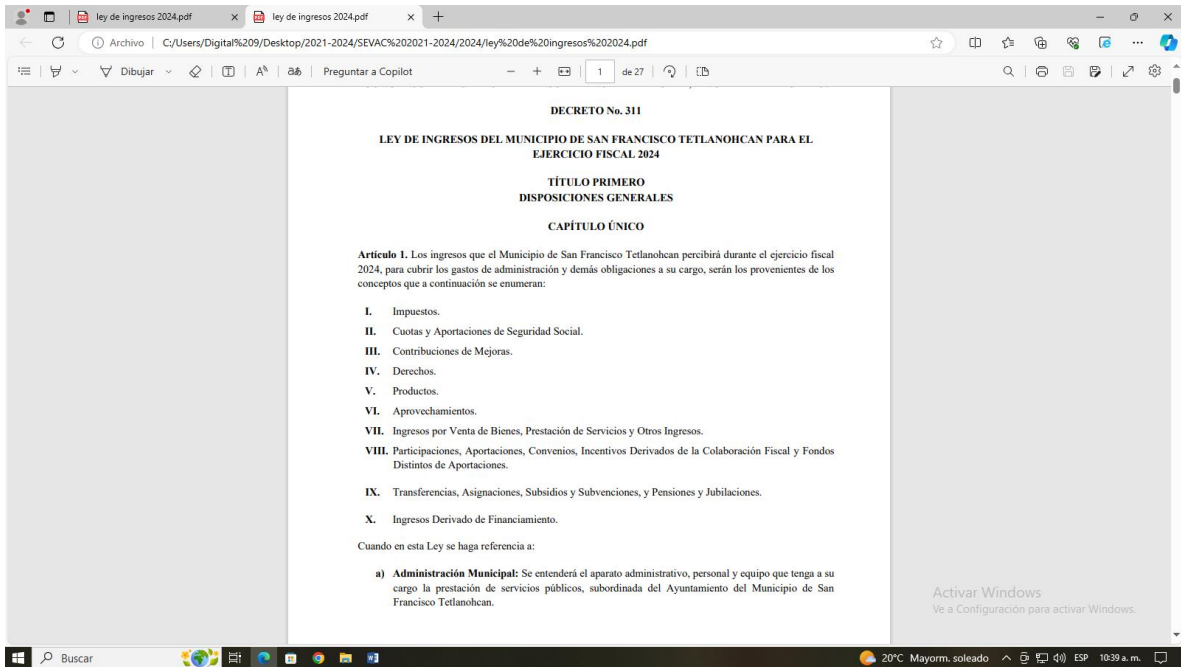 ley de ingresos 2024.pdf
ley de ingresos 2024.pdf
Archivo
C:/Users/Digital%209/Desktop/2021-2024/SEVAC%202021-2024/2024/ley%20de%20ingresos%202024.pdf
Dibujar
Preguntar a Copilot
1 de 27
DECRETO No. 311
LEY DE INGRESOS DEL MUNICIPIO DE SAN FRANCISCO TETLANOHCAN PARA EL
EJERCICIO FISCAL 2024
TÍTULO PRIMERO
DISPOSICIONES GENERALES
CAPÍTULO ÚNICO
Artículo 1. Los ingresos que el Municipio de San Francisco Tetlanohcan percibirá durante el ejercicio fiscal
2024, para cubrir los gastos de administración y demás obligaciones a su cargo, serán los provenientes de los
conceptos que a continuación se enumeran:
I. Impuestos.
II. Cuotas y Aportaciones de Seguridad Social.
III. Contribuciones de Mejoras.
IV. Derechos.
V. Productos.
VI. Aprovechamientos.
VII. Ingresos por Venta de Bienes, Prestación de Servicios y Otros Ingresos.
VIII. Participaciones, Aportaciones, Convenios, Incentivos Derivados de la Colaboración Fiscal y Fondos
Distintos de Aportaciones.
IX. Transferencias, Asignaciones, Subsidios y Subvenciones, y Pensiones y Jubilaciones.
X. Ingresos Derivado de Financiamiento.
Cuando en esta Ley se haga referencia a:
a) Administración Municipal: Se entenderá el aparato administrativo, personal y equipo que tenga a su
cargo la prestación de servicios públicos, subordinada del Ayuntamiento del Municipio de San
Francisco Tetlanohcan.
Activar Windows
Ve a Configuración para activar Windows.
Buscar
20°C Mayorm. soleado
ESP
10:39 a. m.